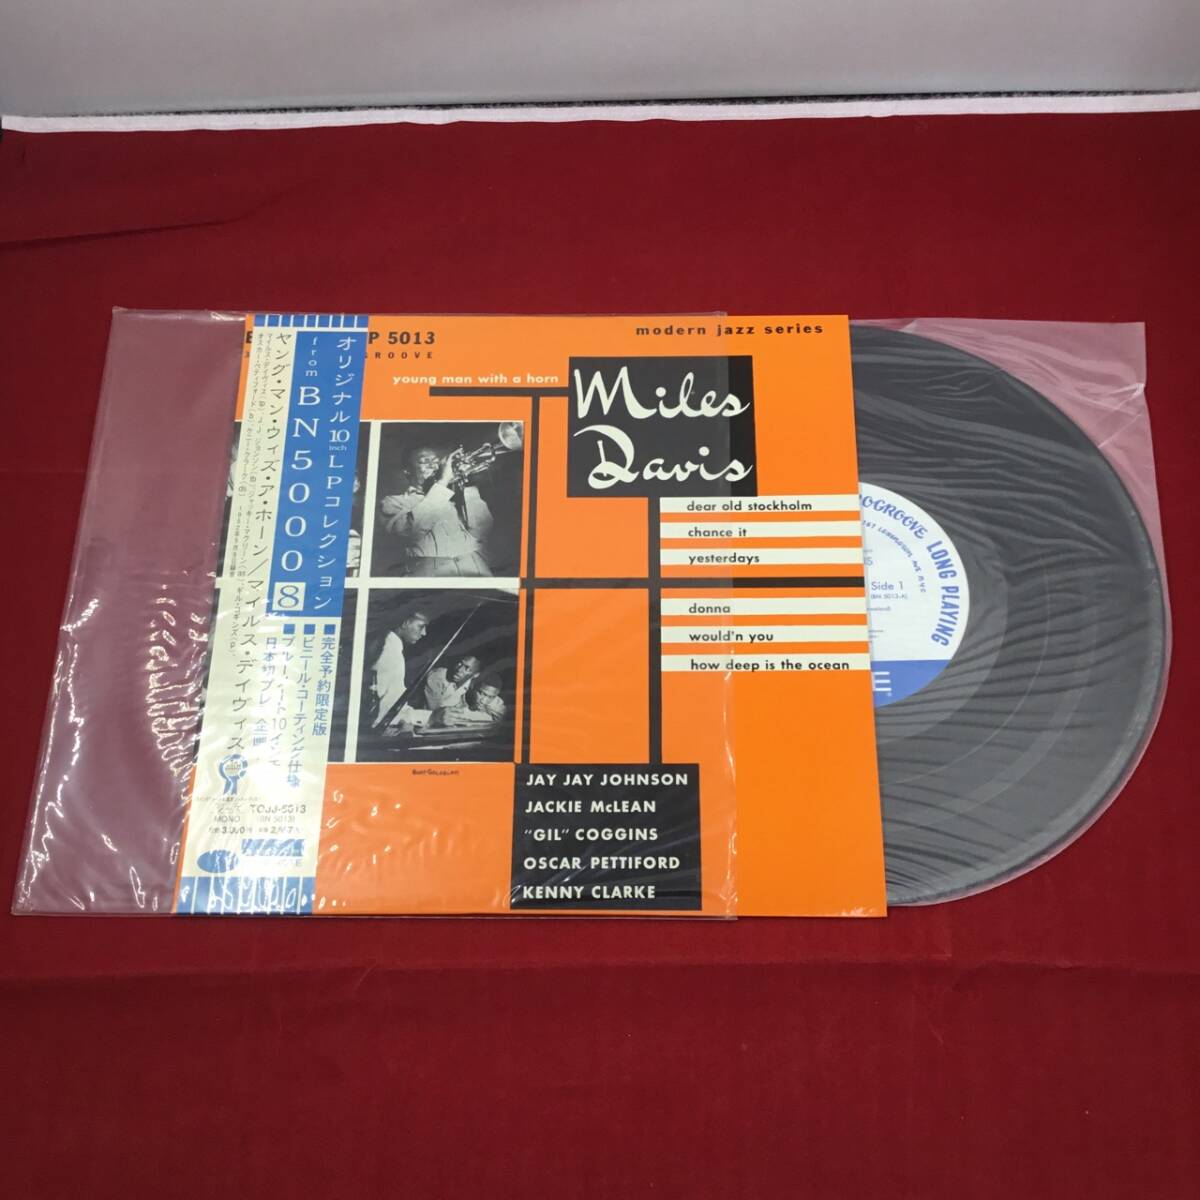 P 5013
modern jazz series
young man with a horn
Miles
Davis
dear old stockholm
chance it
yesterdays
donna
would'n you
how deep is the ocean
JAY JAY JOHNSON
JACKIE McLEAN
"GIL" COGGINS
OSCAR PETTIFORD
KENNY CLARKE
オリジナル10inch LPコレクション
from BN5000 8
ヤング・マン・ウィズ・ア・ホーン/マイルス・デイヴィス
■完全予約限定版
■ビニール・コーティング仕様
TOJJ-5013
MONO (BN 5013)
OGROOVE LONG PLAYING
Side 1
(BN 5013-A)